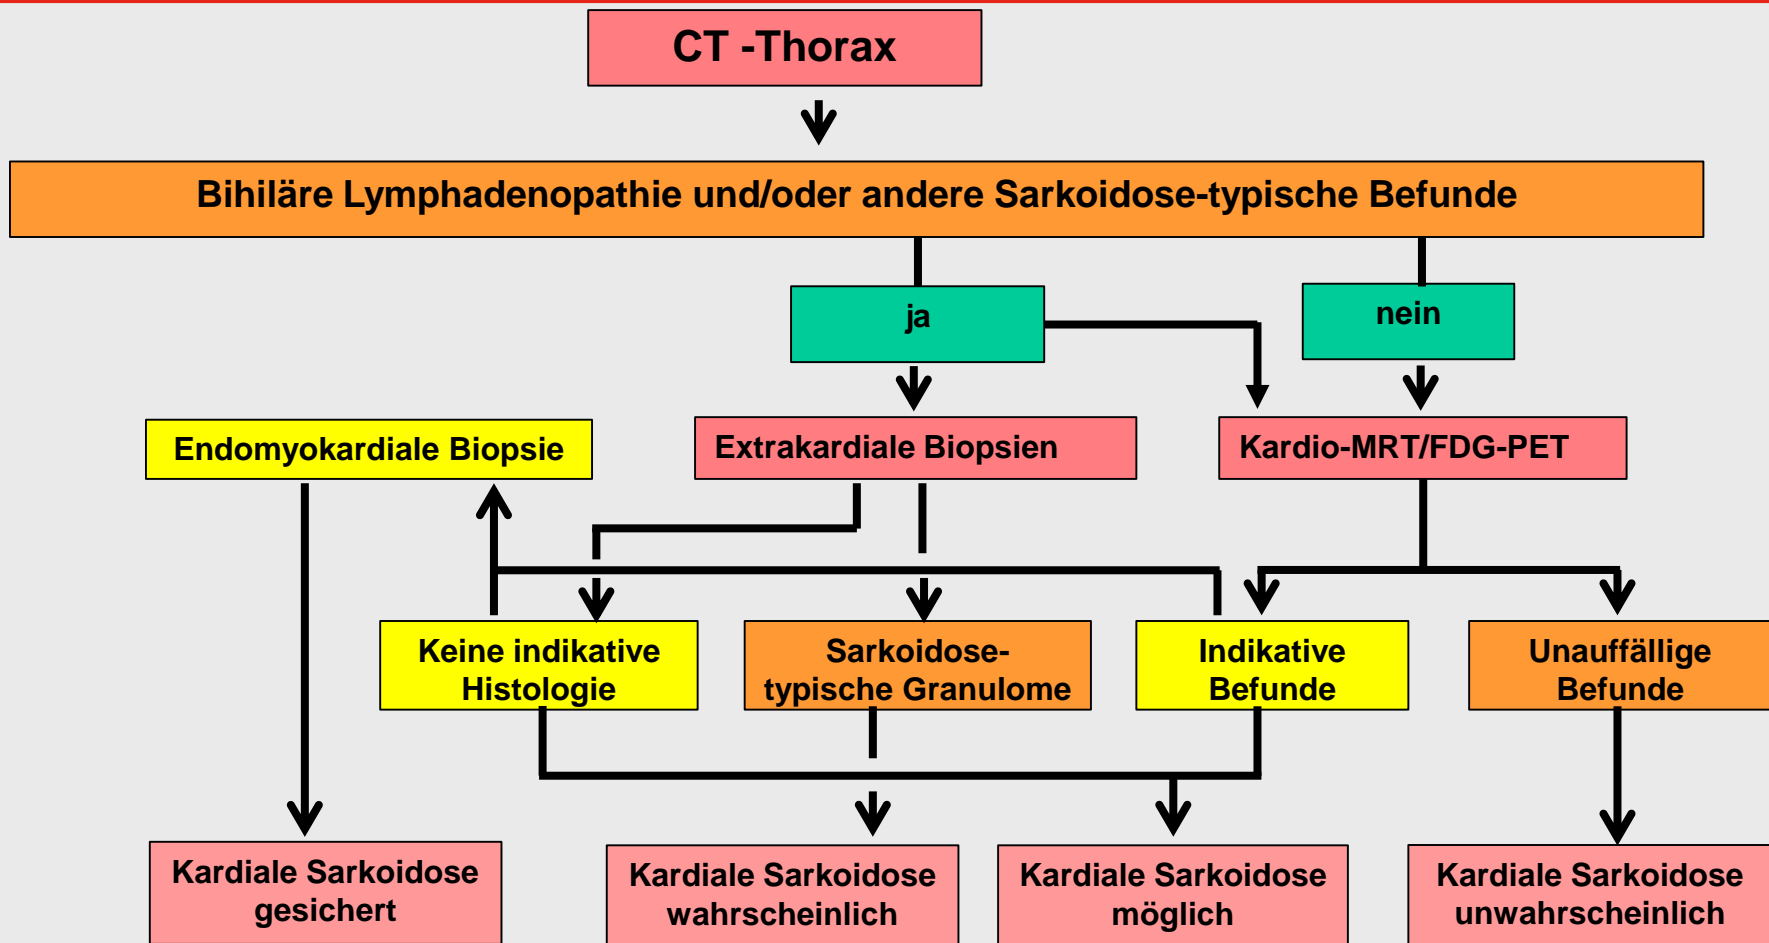 CT -Thorax
Bihiläre Lymphadenopathie und/oder andere Sarkoidose-typische Befunde
ja
nein
Endomyokardiale Biopsie
Extrakardiale Biopsien
Kardio-MRT/FDG-PET
Keine indikative
Histologie
Sarkoidose-
typische Granulome
Indikative
Befunde
Unauffällige
Befunde
Kardiale Sarkoidose
gesichert
Kardiale Sarkoidose
wahrscheinlich
Kardiale Sarkoidose
möglich
Kardiale Sarkoidose
unwahrscheinlich